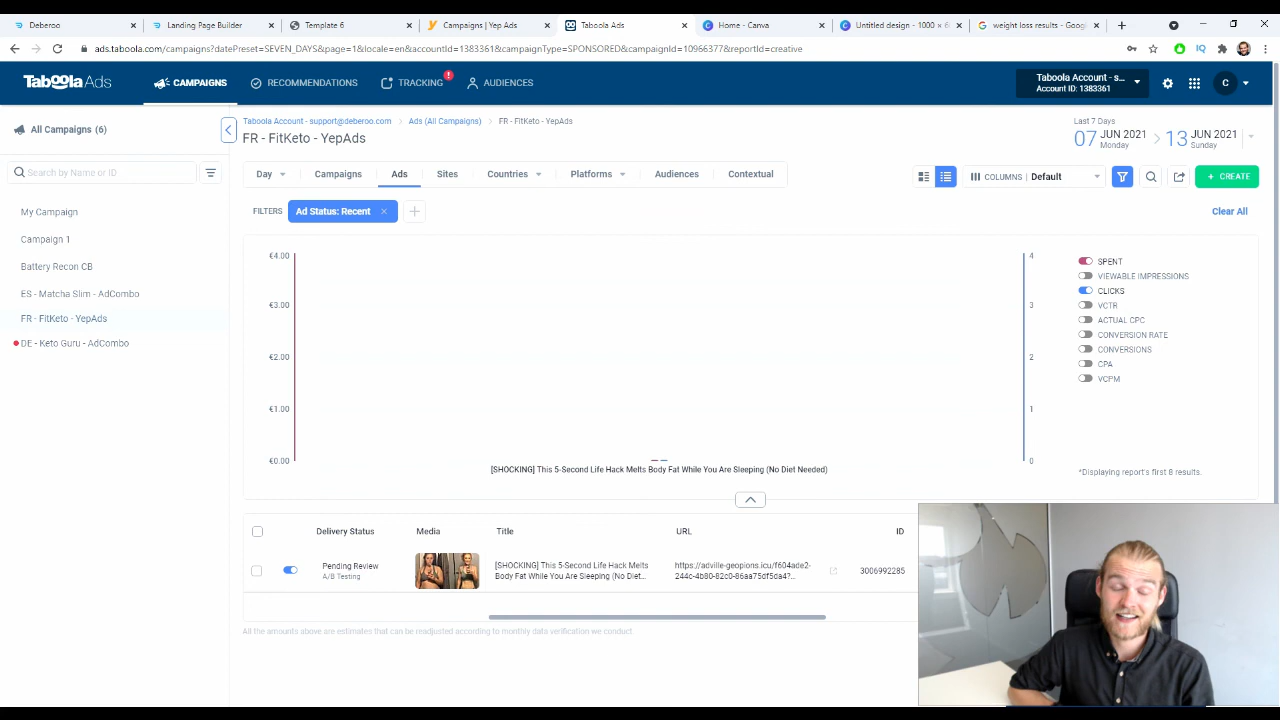 Deberoo
Landing Page Builder
Template 6
Campaigns | Yep Ads
Taboola Ads
Home - Canva
Untitled design - 1000 × 6
weight loss results - Goog
ads.taboola.com/campaigns?datePreset=SEVEN_DAYS&page=1&locale=en&accountId=1383361&campaignType=SPONSORED&campaignId=10966377&reportId=creative
Taboola Ads
CAMPAIGNS
RECOMMENDATIONS
TRACKING
!
AUDIENCES
Taboola Account - s...
Account ID: 1383361
C
All Campaigns (6)
Search by Name or ID
My Campaign
Campaign 1
Battery Recon CB
ES - Matcha Slim - AdCombo
FR - FitKeto - YepAds
DE - Keto Guru - AdCombo
Taboola Account - support@deberoo.com > Ads (All Campaigns) > FR - FitKeto - YepAds
FR - FitKeto - YepAds
Last 7 Days
07 JUN 2021 Monday
13 JUN 2021 Sunday
Day
Campaigns
Ads
Sites
Countries
Platforms
Audiences
Contextual
COLUMNS | Default
+ CREATE
FILTERS
Ad Status: Recent ×
+
Clear All
€4.00
€3.00
€2.00
€1.00
€0.00
4
3
2
1
0
SPENT
VIEWABLE IMPRESSIONS
CLICKS
VCTR
ACTUAL CPC
CONVERSION RATE
CONVERSIONS
CPA
VCPM
[SHOCKING] This 5-Second Life Hack Melts Body Fat While You Are Sleeping (No Diet Needed)
*Displaying report's first 8 results.
Delivery Status
Media
Title
URL
ID
Pending Review
A/B Testing
[SHOCKING] This 5-Second Life Hack Melts
Body Fat While You Are Sleeping (No Diet...
https://adville-geopions.icu/f604ade2-
244c-4b80-82c0-86aa75df5da4?...
3006992285
All the amounts above are estimates that can be readjusted according to monthly data verification we conduct